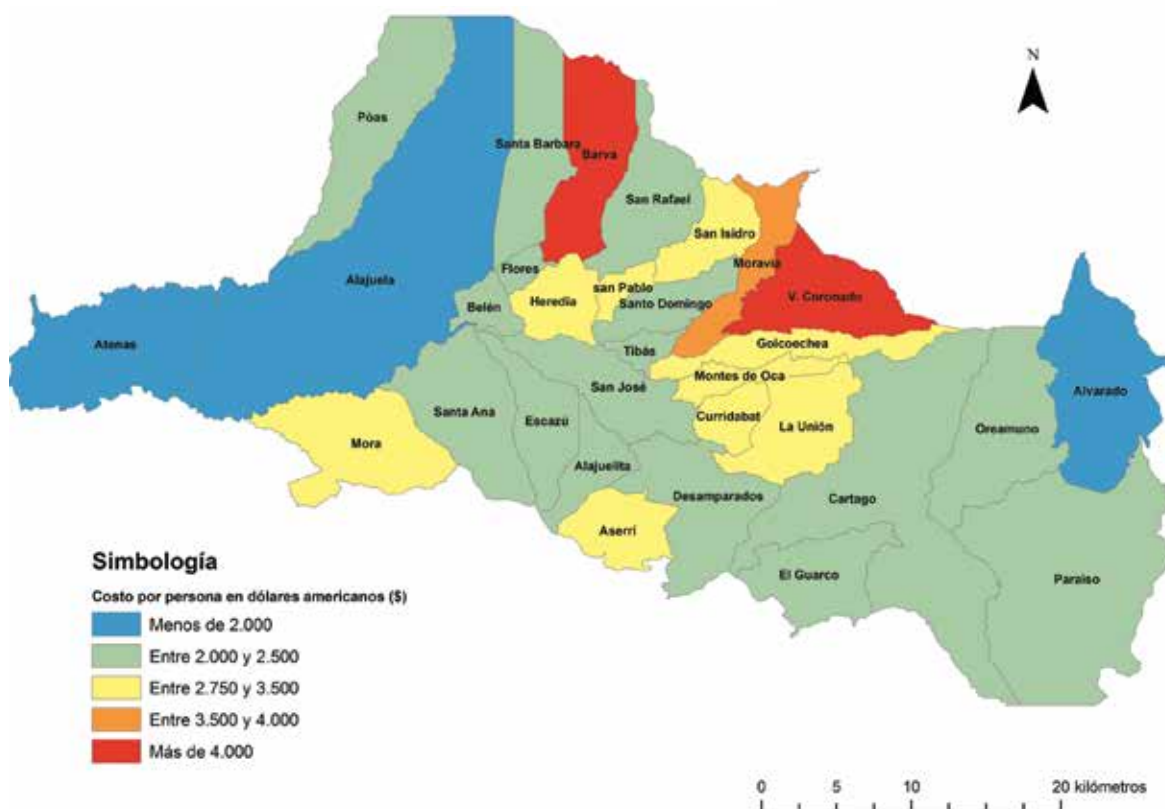 N
Pòas
Santa Barbara
Barva
San Rafael
San Isidro
Moravia
Flores
Alajuela
Heredia
san Pablo
Santo Domingo
V. Coronado
Belén
Atenas
Tibás
Goicoechea
Montes de Oca
San José
Alvarado
Santa Ana
Escazú
Curridabat
La Unión
Oreamuno
Mora
Alajuelita
Desamparados
Cartago
Aserrí
El Guarco
Paraiso
Simbología
Costo por persona en dólares americanos ($)
Menos de 2.000
Entre 2.000 y 2.500
Entre 2.750 y 3.500
Entre 3.500 y 4.000
Más de 4.000
0 5 10 20 kilómetros